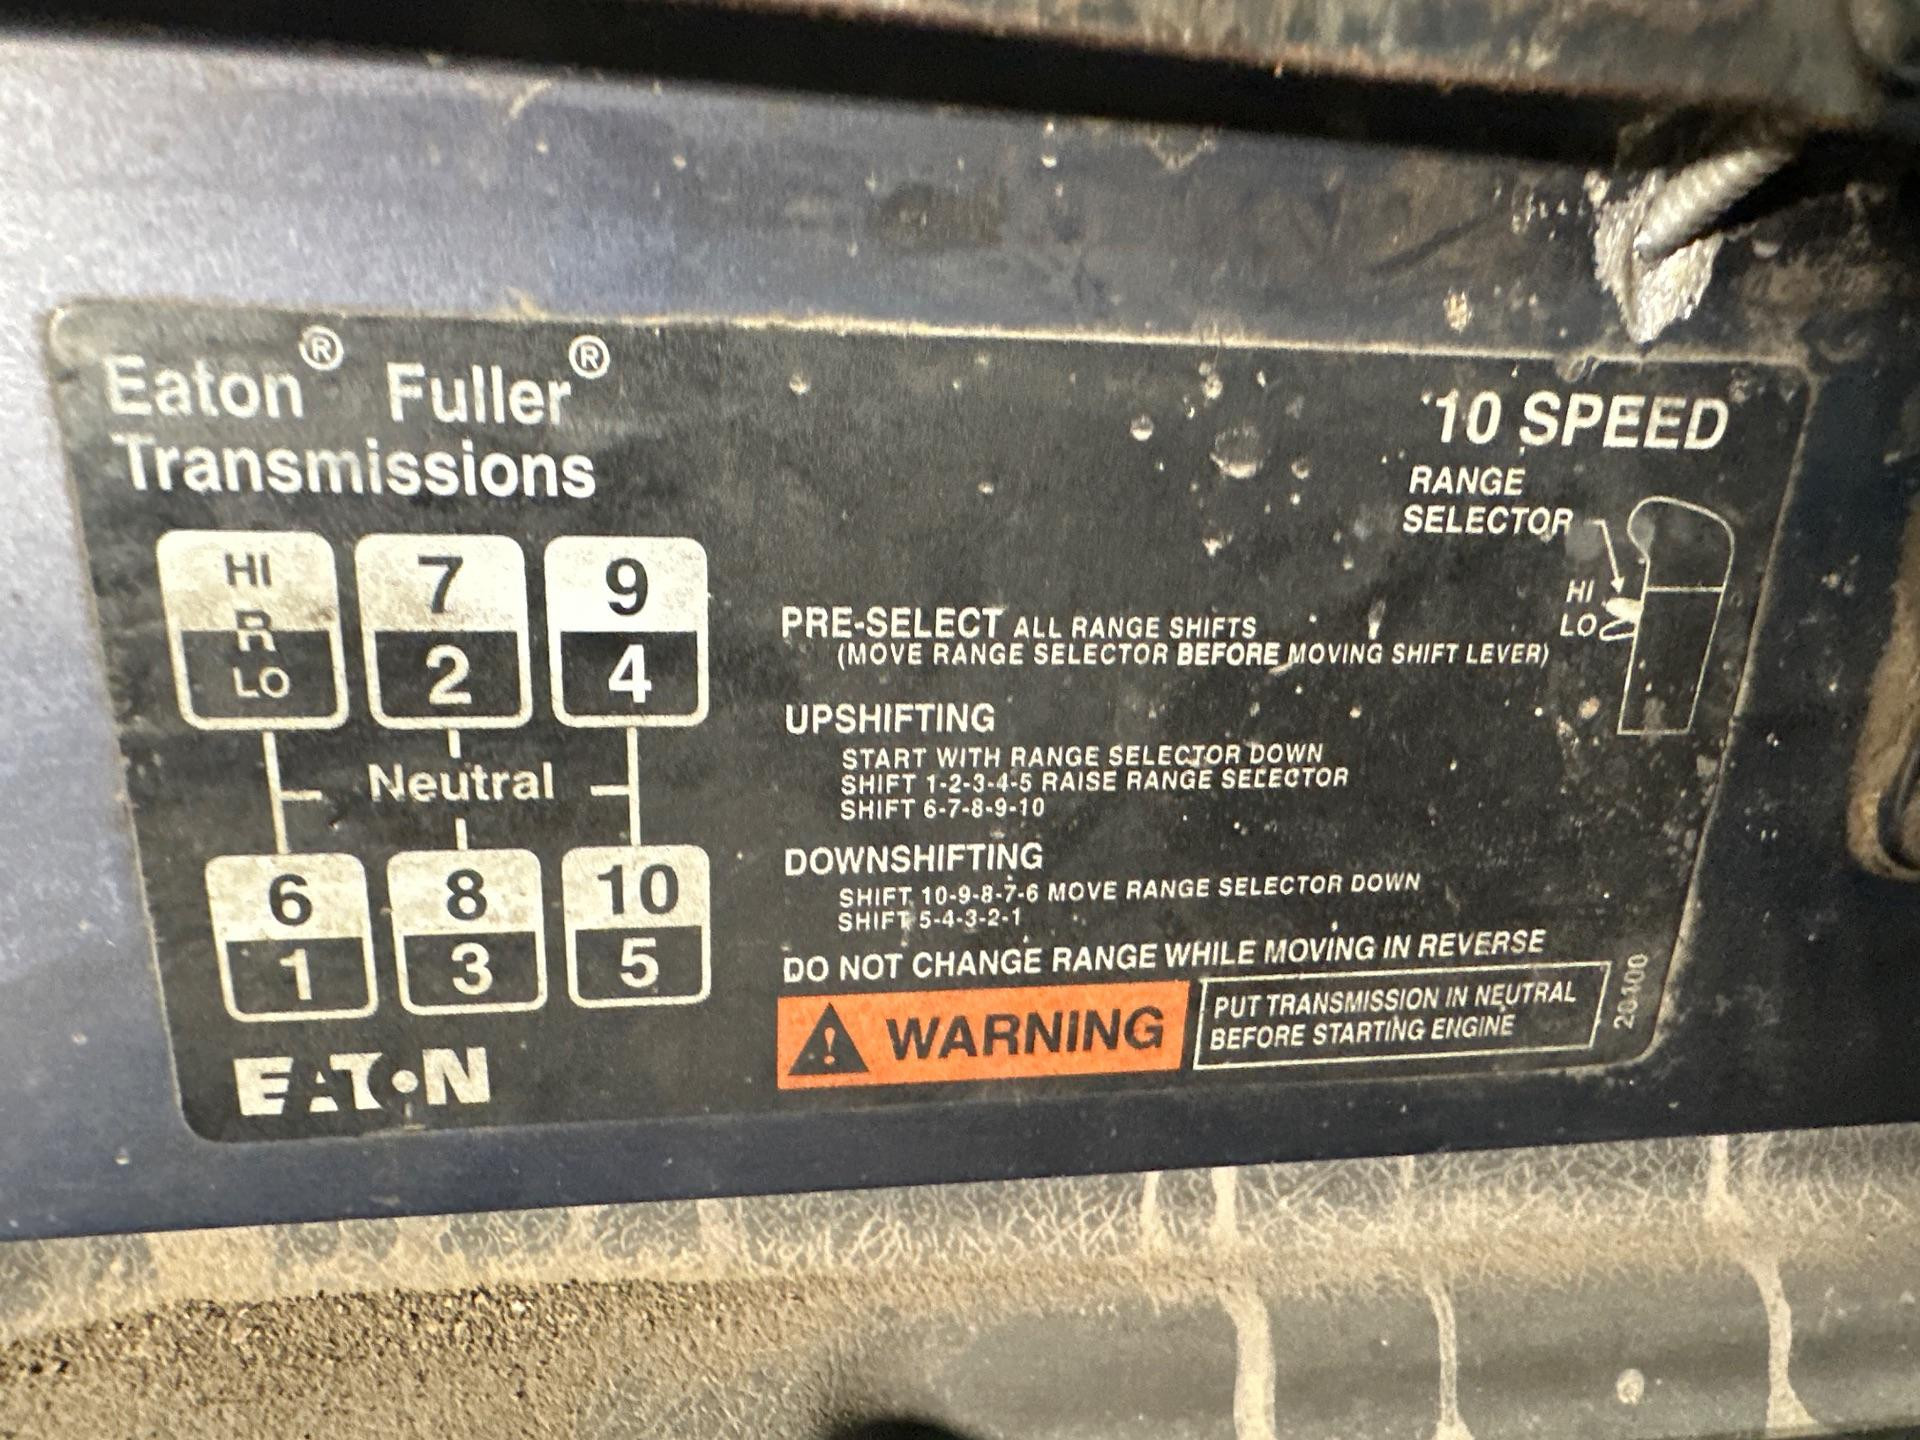 Eaton® Fuller®
Transmissions
10 SPEED
RANGE
SELECTOR
HI
LO
HI
R
LO
7
2
9
4
Neutral
6
1
8
3
10
5
EATON
PRE-SELECT ALL RANGE SHIFTS
(MOVE RANGE SELECTOR BEFORE MOVING SHIFT LEVER)
UPSHIFTING
START WITH RANGE SELECTOR DOWN
SHIFT 1-2-3-4-5 RAISE RANGE SELECTOR
SHIFT 6-7-8-9-10
DOWNSHIFTING
SHIFT 10-9-8-7-6 MOVE RANGE SELECTOR DOWN
SHIFT 5-4-3-2-1
DO NOT CHANGE RANGE WHILE MOVING IN REVERSE
WARNING
PUT TRANSMISSION IN NEUTRAL
BEFORE STARTING ENGINE